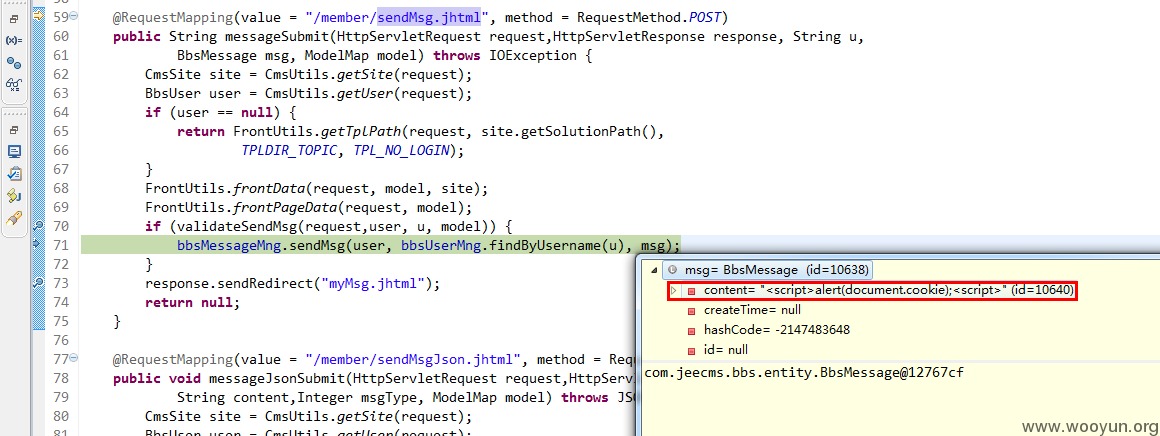 59 @RequestMapping(value = "/member/sendMsg.jhtml", method = RequestMethod.POST)
60 public String messageSubmit(HttpServletRequest request,HttpServletResponse response, String u,
61 BbsMessage msg, ModelMap model) throws IOException {
62 CmsSite site = CmsUtils.getSite(request);
63 BbsUser user = CmsUtils.getUser(request);
64 if (user == null) {
65 return FrontUtils.getTplPath(request, site.getSolutionPath(),
66 TPLDIR_TOPIC, TPL_NO_LOGIN);
67 }
68 FrontUtils.frontData(request, model, site);
69 FrontUtils.frontPageData(request, model);
70 if (validateSendMsg(request,user, u, model)) {
71 bbsMessageMng.sendMsg(user, bbsUserMng.findByUsername(u), msg);
72 }
73 response.sendRedirect("myMsg.jhtml");
74 return null;
75 }
76
77 @RequestMapping(value = "/member/sendMsgJson.jhtml", method = Requ
78 public void messageJsonSubmit(HttpServletRequest request,HttpServl
79 String content,Integer msgType, ModelMap model) throws JS
80 CmsSite site = CmsUtils.getSite(request);
81 BbsUser user = CmsUtils.getUser(request);
msg= BbsMessage (id=10638)
content= "<script>alert(document.cookie);<script>" (id=10640)
createTime= null
hashCode= -2147483648
id= null
com.jeecms.bbs.entity.BbsMessage@12767cf
www.wooyun.org